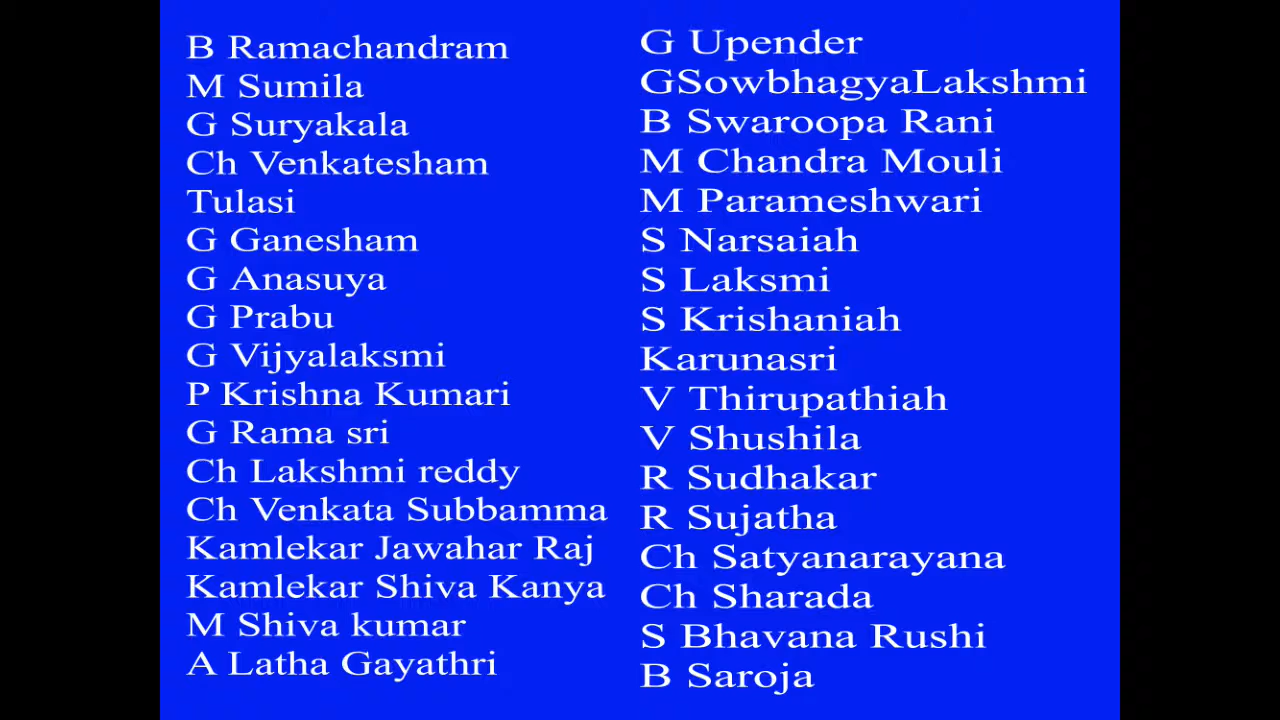 B Ramachandram
M Sumila
G Suryakala
Ch Venkatesham
Tulasi
G Ganesham
G Anasuya
G Prabu
G Vijyalaksmi
P Krishna Kumari
G Rama sri
Ch Lakshmi reddy
Ch Venkata Subbamma
Kamlekar Jawahar Raj
Kamlekar Shiva Kanya
M Shiva kumar
A Latha Gayathri
G Upender
GSowbhagyaLakshmi
B Swaroopa Rani
M Chandra Mouli
M Parameshwari
S Narsaiah
S Laksmi
S Krishaniah
Karunasri
V Thirupathiah
V Shushila
R Sudhakar
R Sujatha
Ch Satyanarayana
Ch Sharada
S Bhavana Rushi
B Saroja